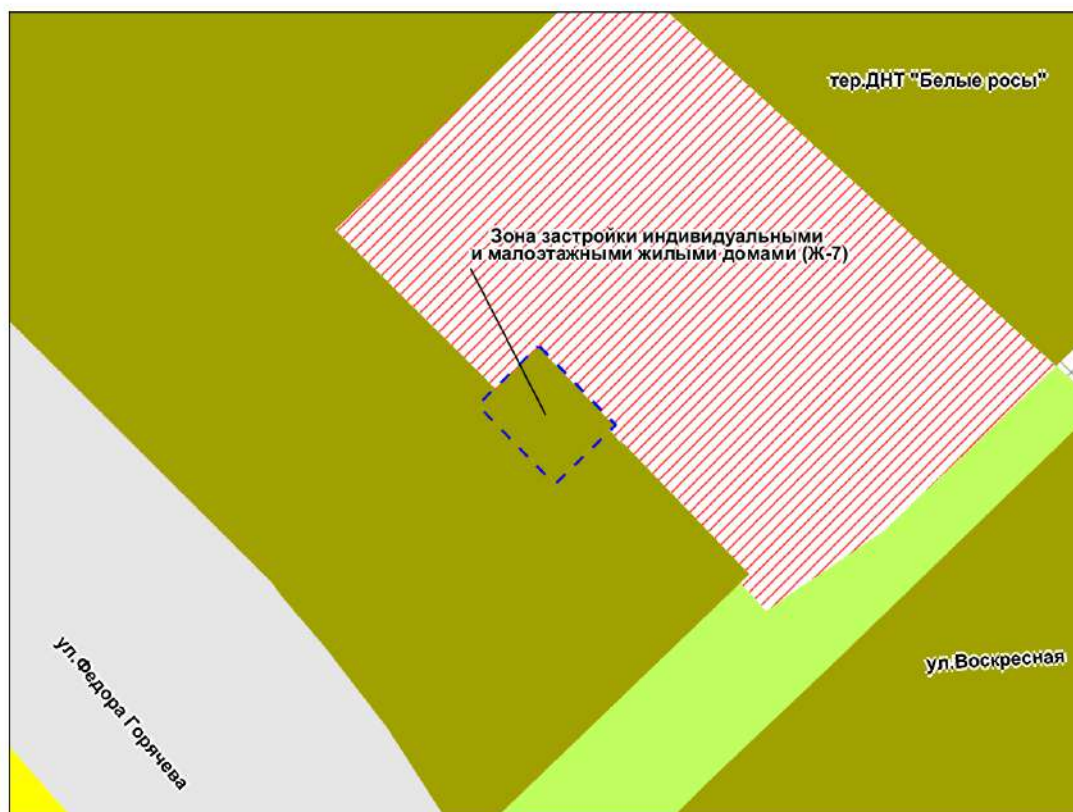 тер.ДНТ "Белые росы"
Зона застройки индивидуальными
и малоэтажными жилыми домами (Ж-7)
ул.Воскресная
ул.Федора Горячева